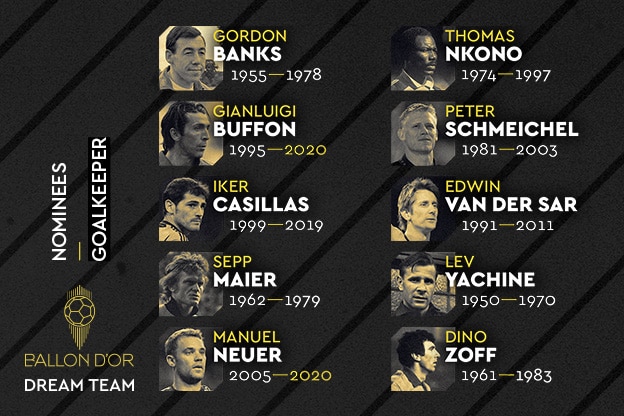 NOMINEES
GOALKEEPER
BALLON D'OR
DREAM TEAM
GORDON
BANKS
1955—1978
GIANLUIGI
BUFFON
1995—2020
IKER
CASILLAS
1999—2019
SEPP
MAIER
1962—1979
MANUEL
NEUER
2005—2020
THOMAS
NKONO
1974—1997
PETER
SCHMEICHEL
1981—2003
EDWIN
VAN DER SAR
1991—2011
LEV
YACHINE
1950—1970
DINO
ZOFF
1961—1983